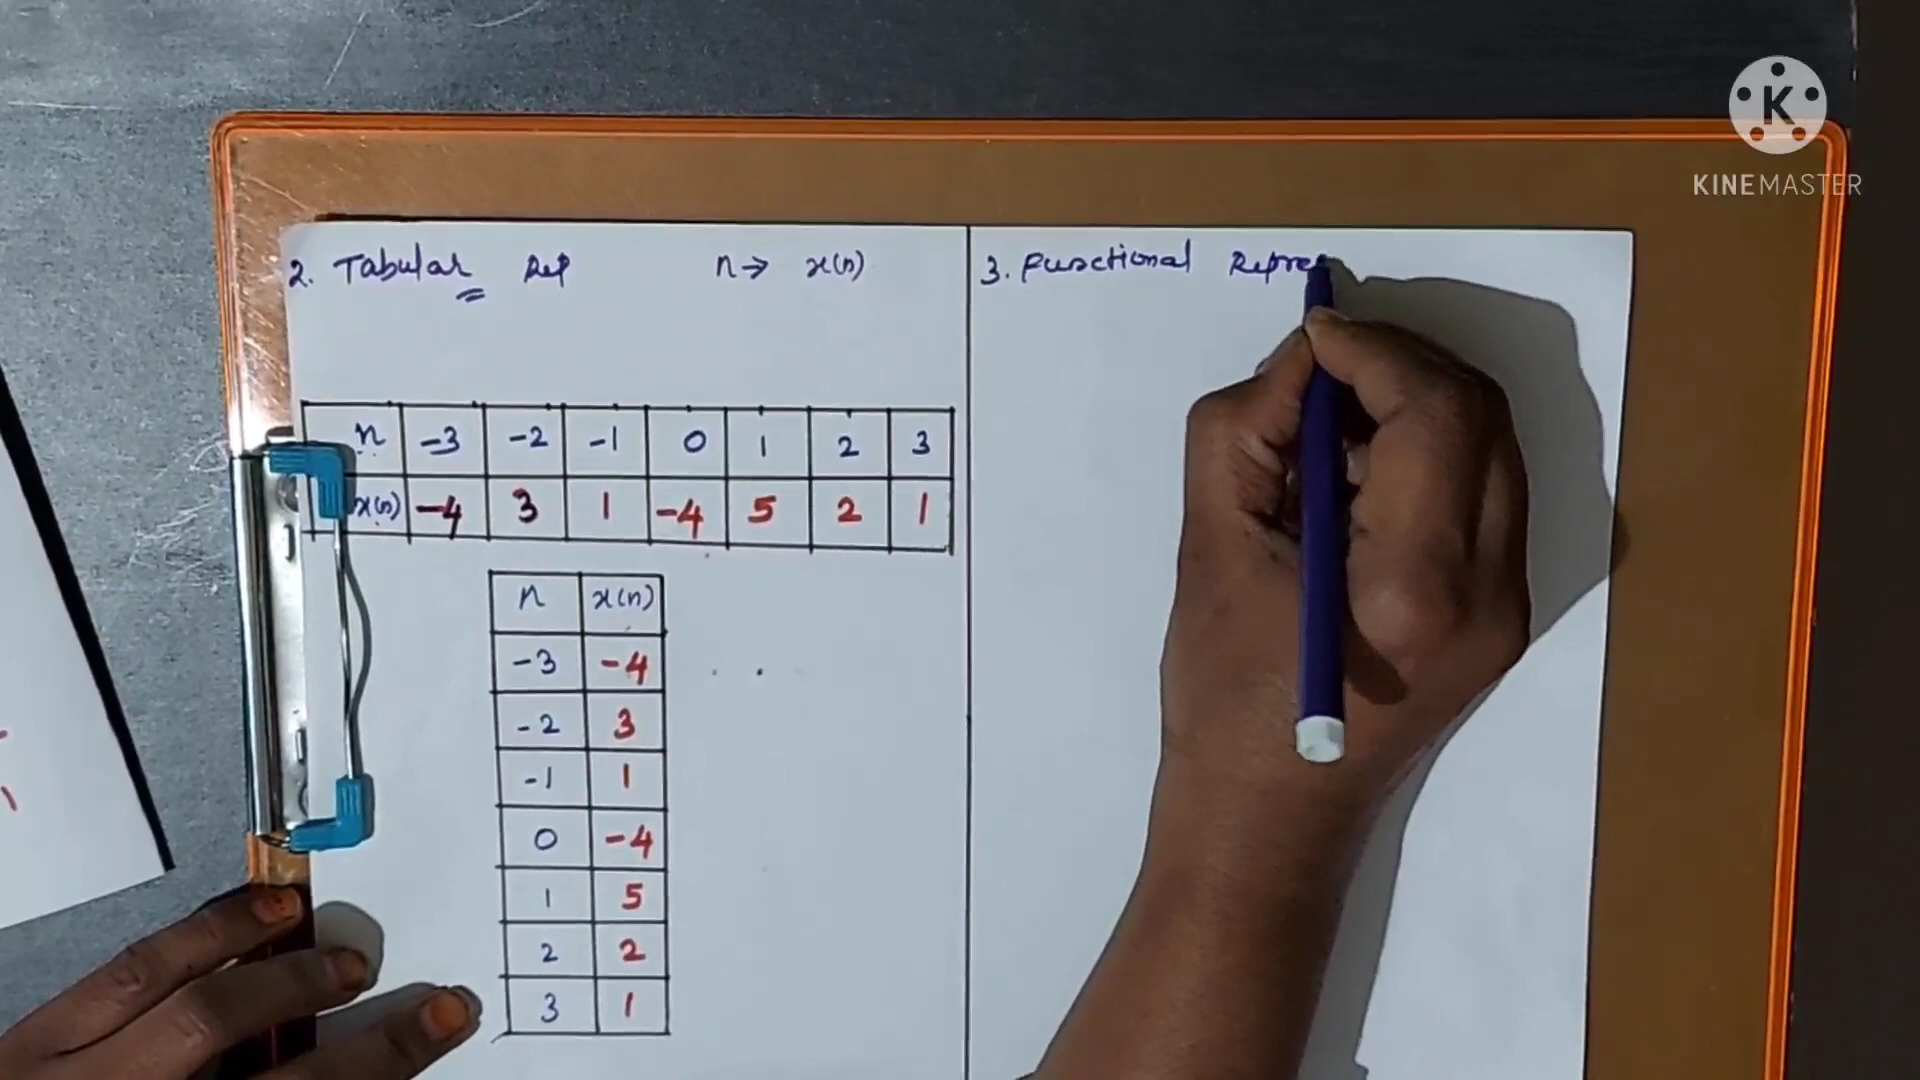 K
KINEMASTER
2. Tabular Rep n → x(n)
n -3 -2 -1 0 1 2 3
x(n) -4 3 1 -4 5 2 1
n x(n)
-3 -4
-2 3
-1 1
0 -4
1 5
2 2
3 1
3. Functional Repre